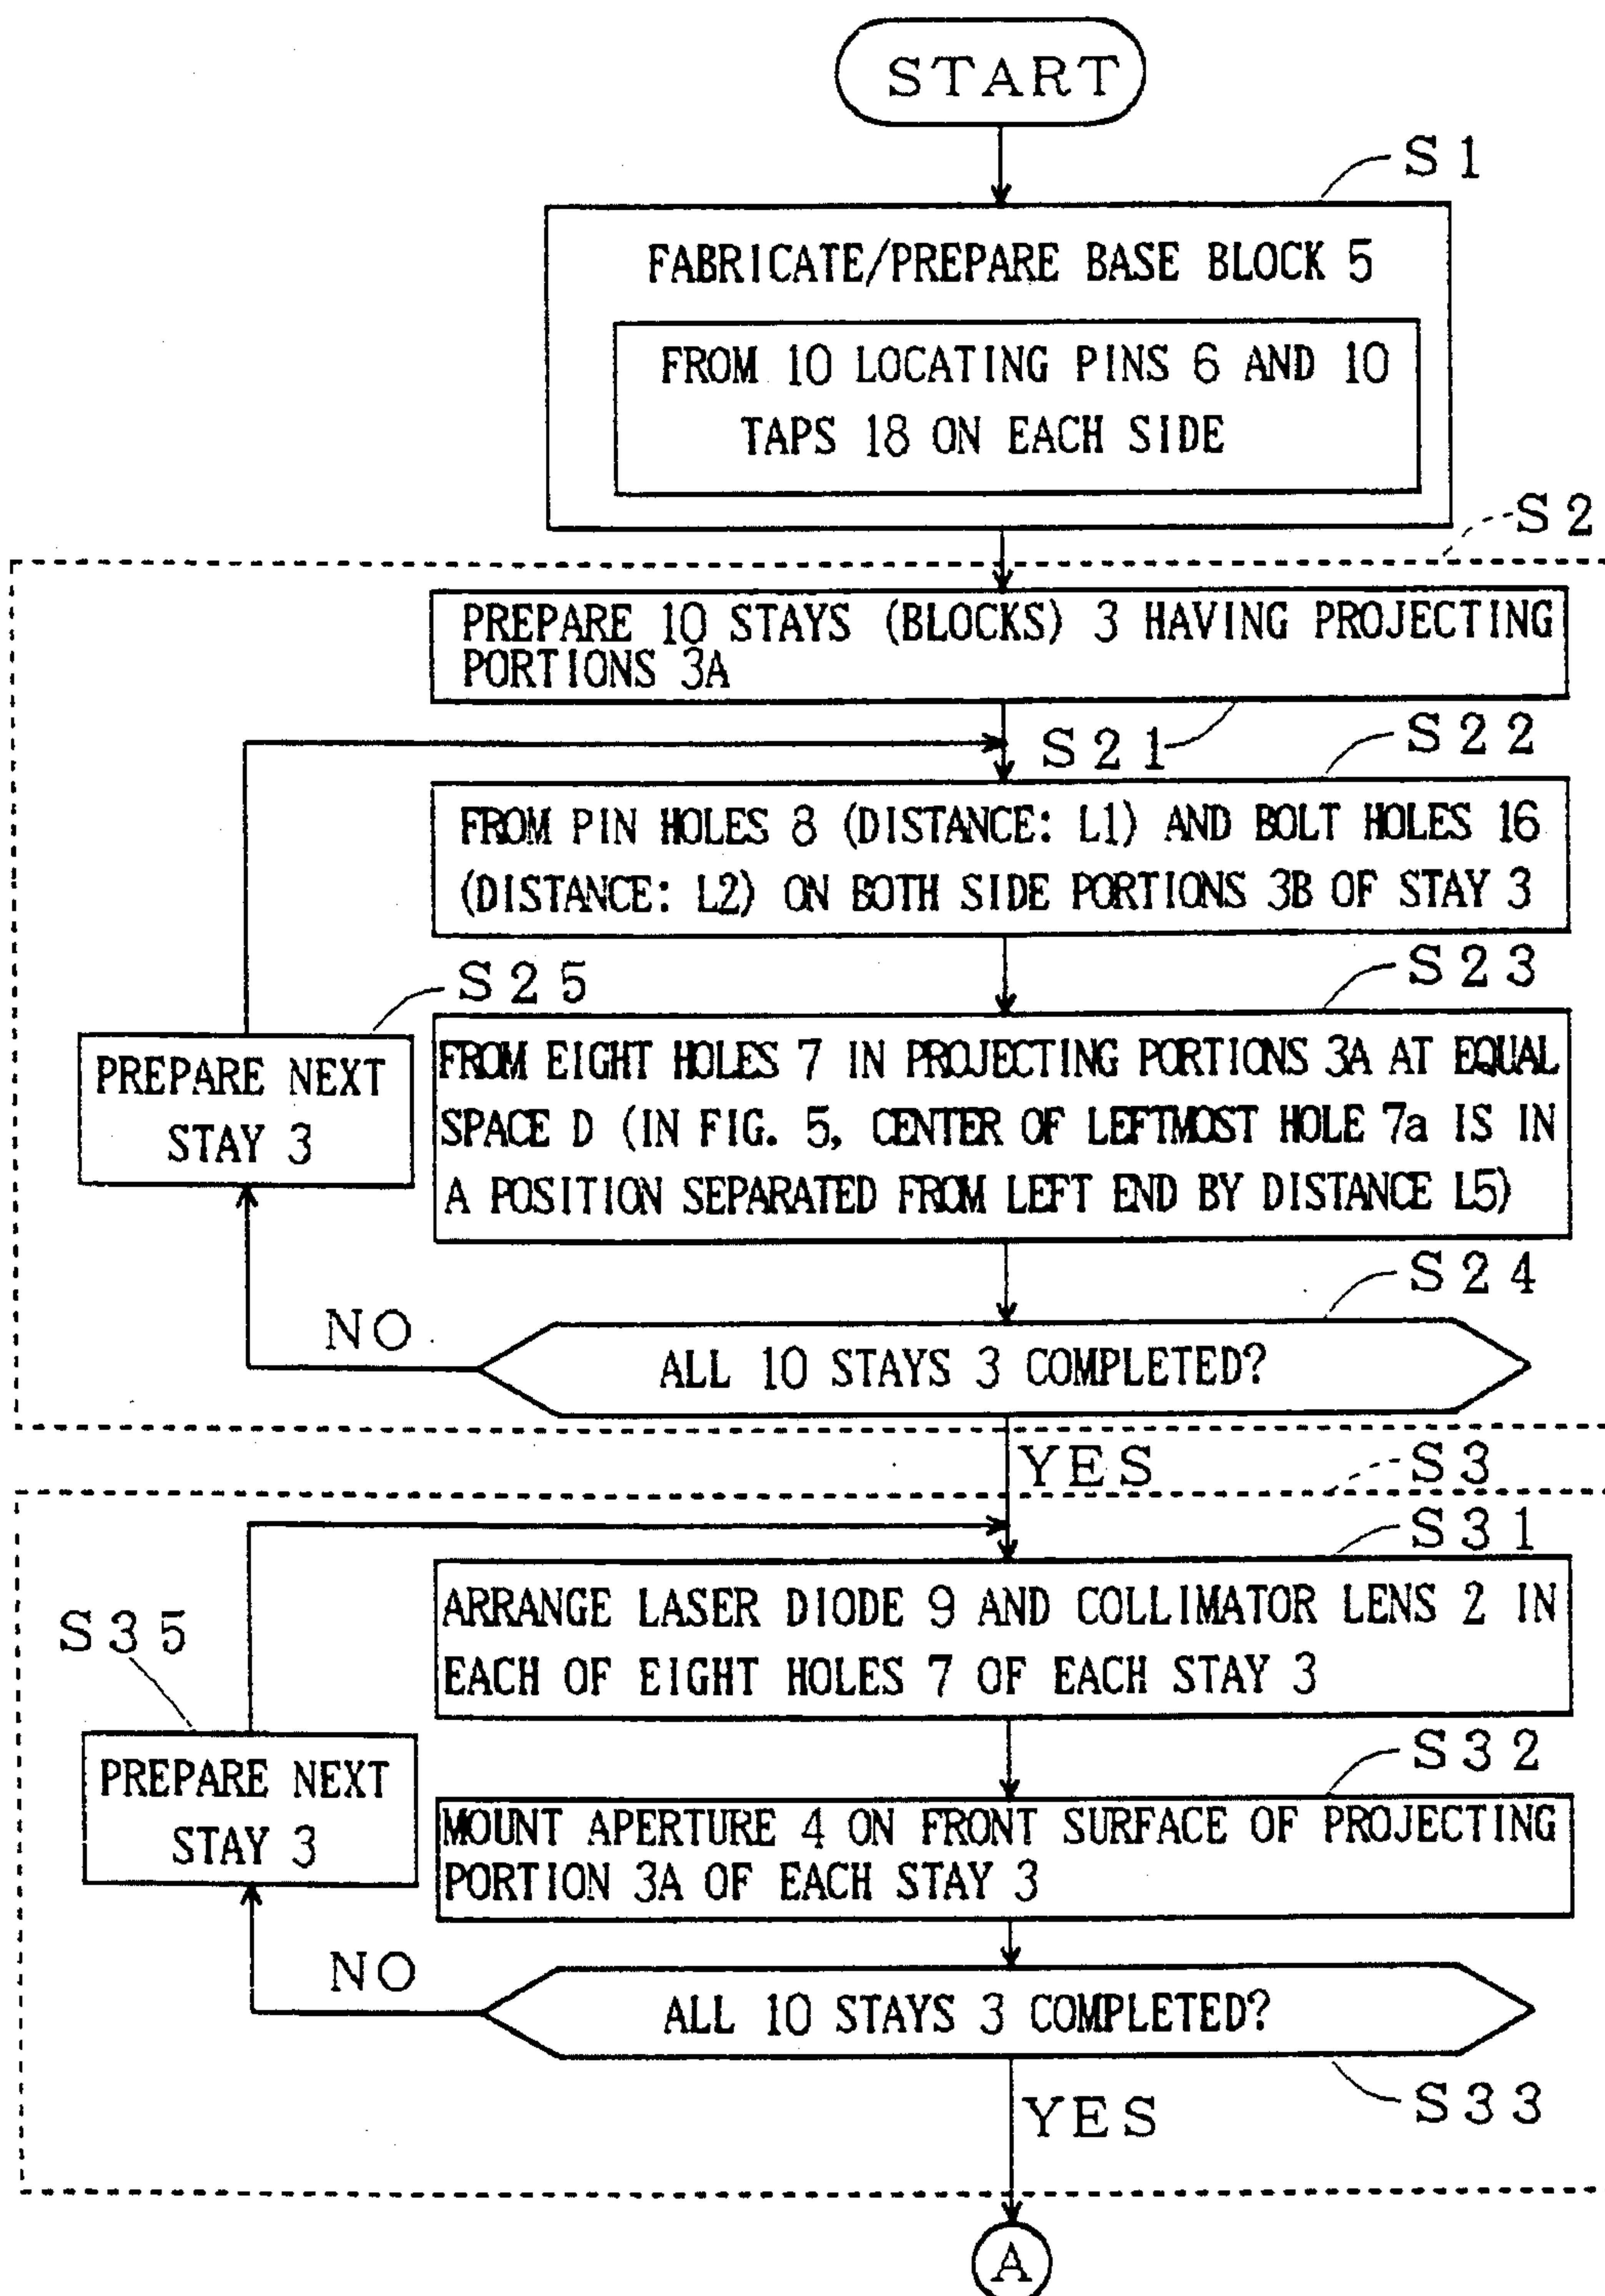 START
S1
FABRICATE/PREPARE BASE BLOCK 5
FROM 10 LOCATING PINS 6 AND 10
TAPS 18 ON EACH SIDE
S2
PREPARE 10 STAYS (BLOCKS) 3 HAVING PROJECTING
PORTIONS 3A
S21
S22
FROM PIN HOLES 8 (DISTANCE: L1) AND BOLT HOLES 16
(DISTANCE: L2) ON BOTH SIDE PORTIONS 3B OF STAY 3
S25
PREPARE NEXT
STAY 3
S23
FROM EIGHT HOLES 7 IN PROJECTING PORTIONS 3A AT EQUAL
SPACE D (IN FIG. 5, CENTER OF LEFTMOST HOLE 7a IS IN
A POSITION SEPARATED FROM LEFT END BY DISTANCE L5)
S24
NO
ALL 10 STAYS 3 COMPLETED?
YES
S3
S31
ARRANGE LASER DIODE 9 AND COLLIMATOR LENS 2 IN
EACH OF EIGHT HOLES 7 OF EACH STAY 3
S35
PREPARE NEXT
STAY 3
S32
MOUNT APERTURE 4 ON FRONT SURFACE OF PROJECTING
PORTION 3A OF EACH STAY 3
NO
ALL 10 STAYS 3 COMPLETED?
S33
YES
A